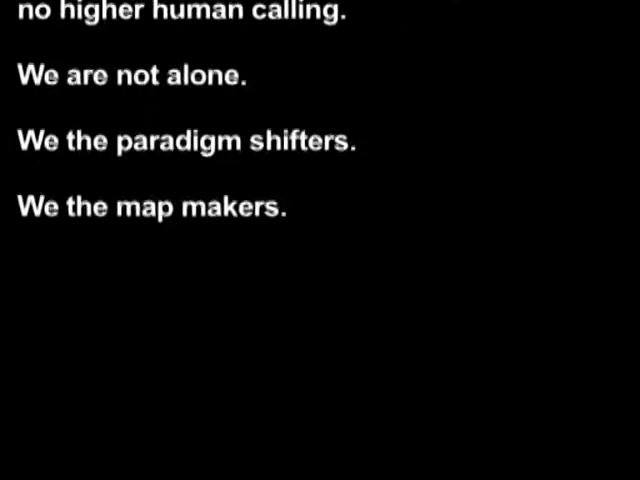 no higher human calling.
We are not alone.
We the paradigm shifters.
We the map makers.